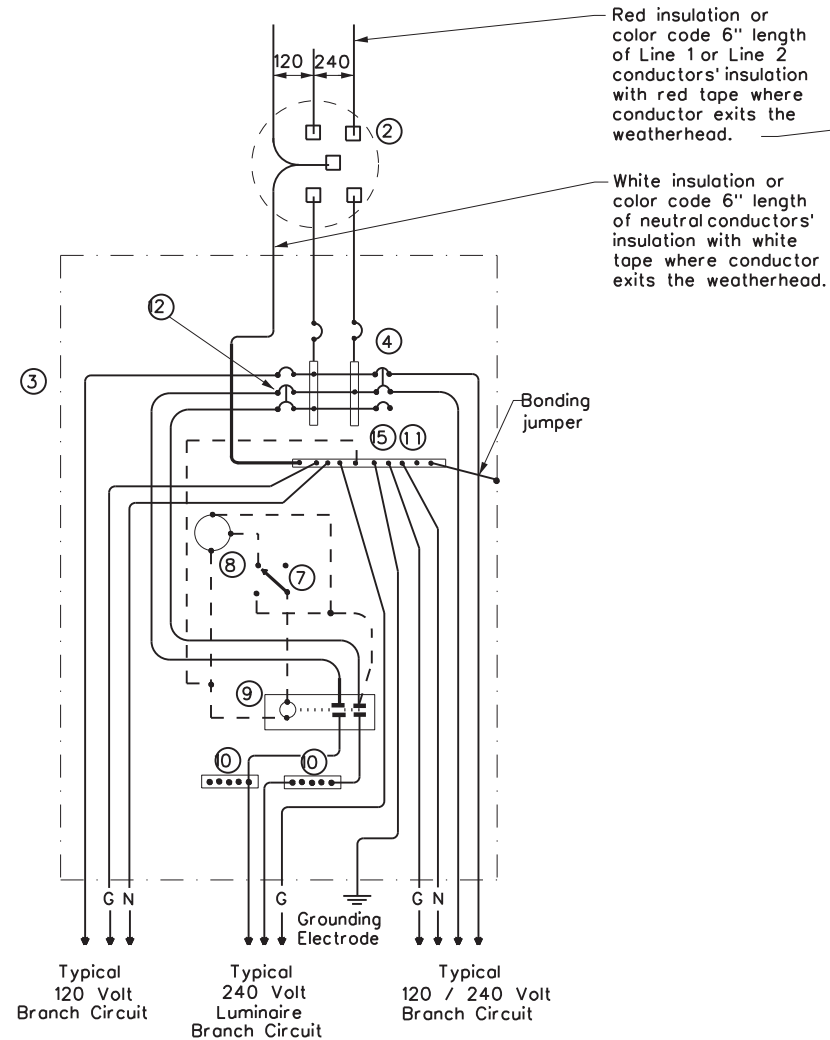 Red insulation or
color code 6" length
of Line 1 or Line 2
conductors' insulation
with red tape where
conductor exits the
weatherhead.
120 240
2
White insulation or
color code 6" length
of neutral conductors'
insulation with white
tape where conductor
exits the weatherhead.
12
4
3
Bonding
jumper
15 11
8
7
9
10 10
G N
G
G N
Grounding
Electrode
Typical
120 Volt
Branch Circuit
Typical
240 Volt
Luminaire
Branch Circuit
Typical
120 / 240 Volt
Branch Circuit